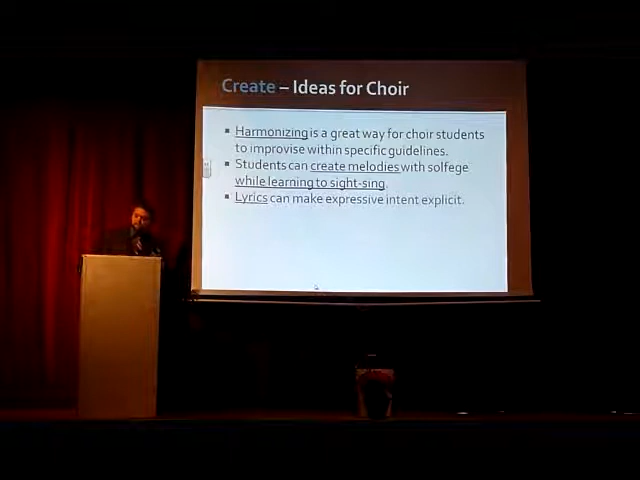 Create – Ideas for Choir
▪ Harmonizing is a great way for choir students
to improvise within specific guidelines.
▪ Students can create melodies with solfege
while learning to sight-sing.
▪ Lyrics can make expressive intent explicit.